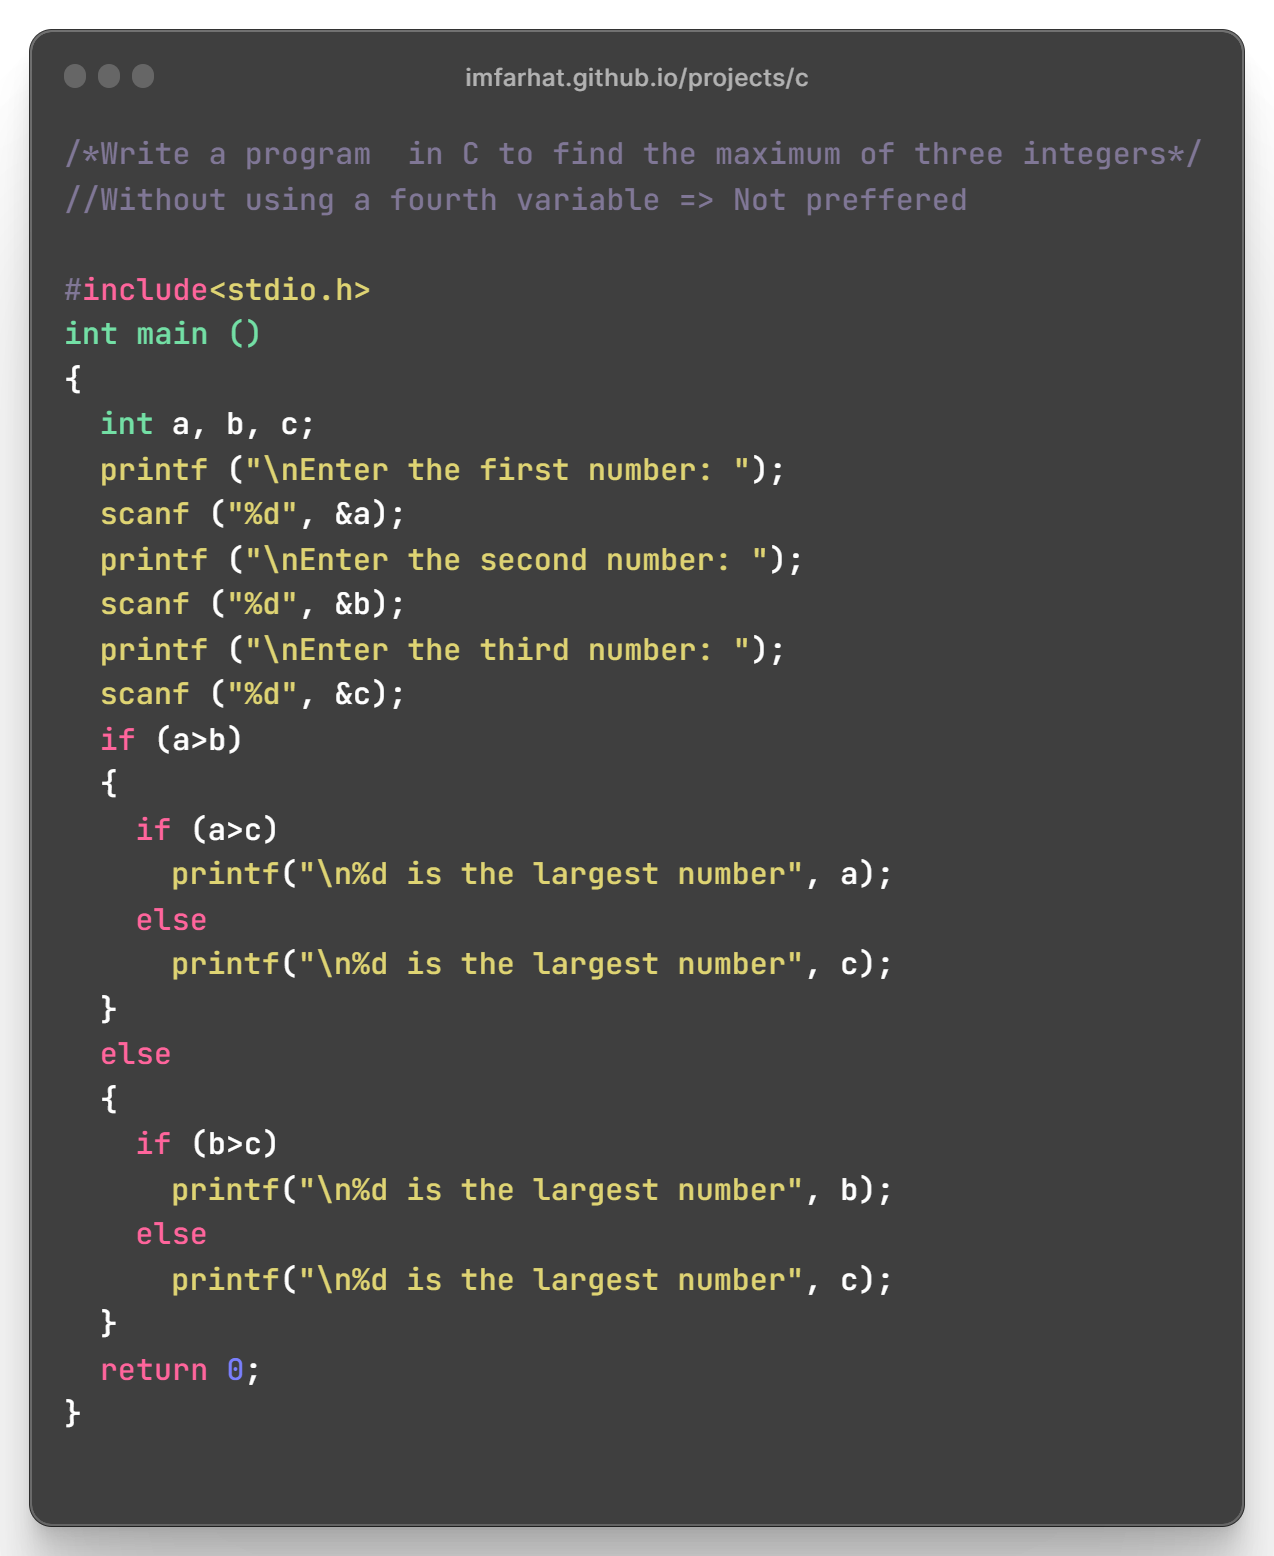 imfarhat.github.io/projects/c
/*Write a program  in C to find the maximum of three integers*/
//Without using a fourth variable => Not preffered
#include<stdio.h>
int main ()
{
  int a, b, c;
  printf ("\nEnter the first number: ");
  scanf ("%d", &a);
  printf ("\nEnter the second number: ");
  scanf ("%d", &b);
  printf ("\nEnter the third number: ");
  scanf ("%d", &c);
  if (a>b)
  {
    if (a>c)
      printf("\n%d is the largest number", a);
    else
      printf("\n%d is the largest number", c);
  }
  else
  {
    if (b>c)
      printf("\n%d is the largest number", b);
    else
      printf("\n%d is the largest number", c);
  }
  return 0;
}